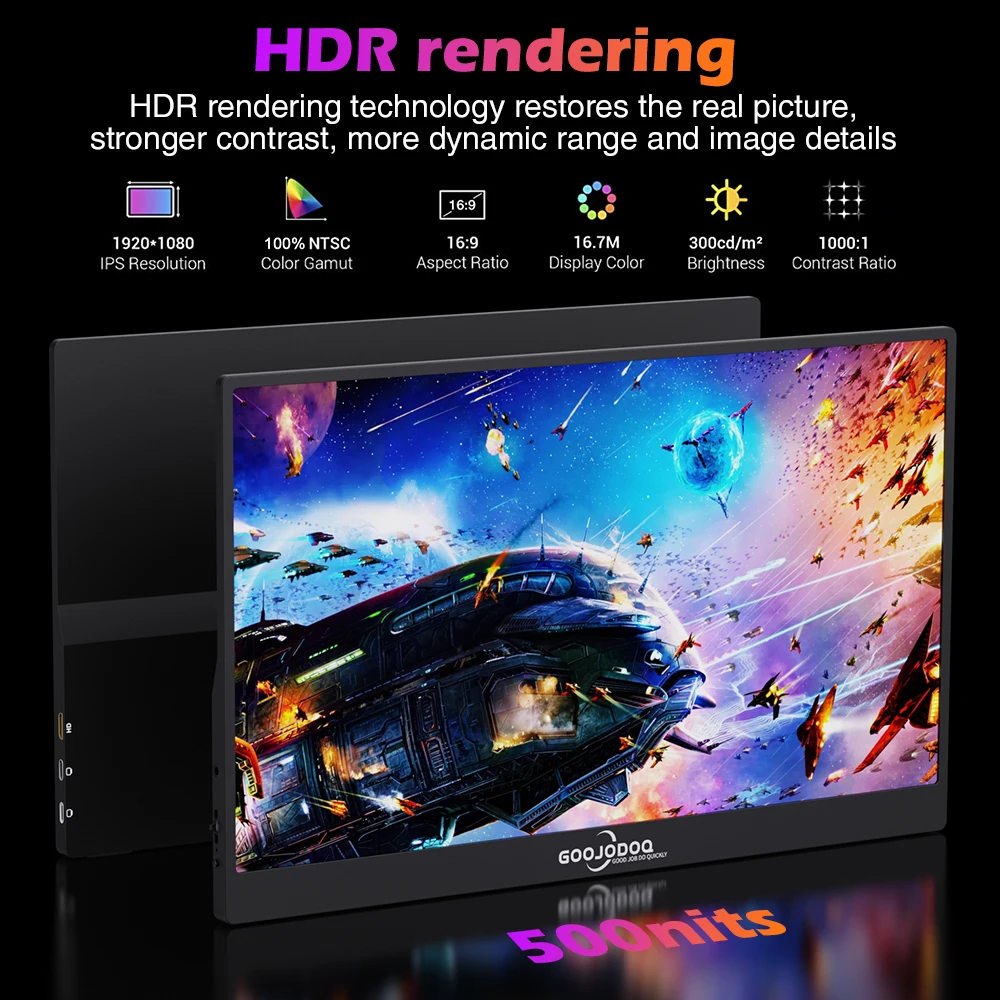 HDR rendering
HDR rendering technology restores the real picture,
stronger contrast, more dynamic range and image details
16:9
1920*1080
IPS Resolution
100% NTSC
Color Gamut
16:9
Aspect Ratio
16.7M
Display Color
300cd/m²
Brightness
1000:1
Contrast Ratio
HD
GOOJODOQ
GOOD JOB DO QUICKLY
500nits